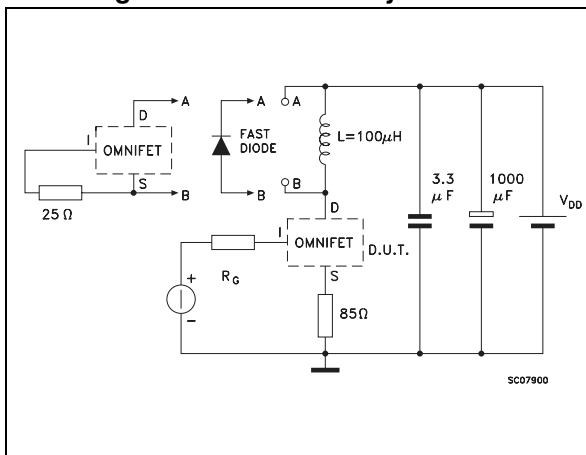 A
A
A
D
I
OMNIFET
FAST
DIODE
L=100µH
S
B
B
B
25 Ω
D
3.3
µF
1000
µF
V_DD
I
OMNIFET
D.U.T.
R_G
S
+
−
85Ω
SC07900